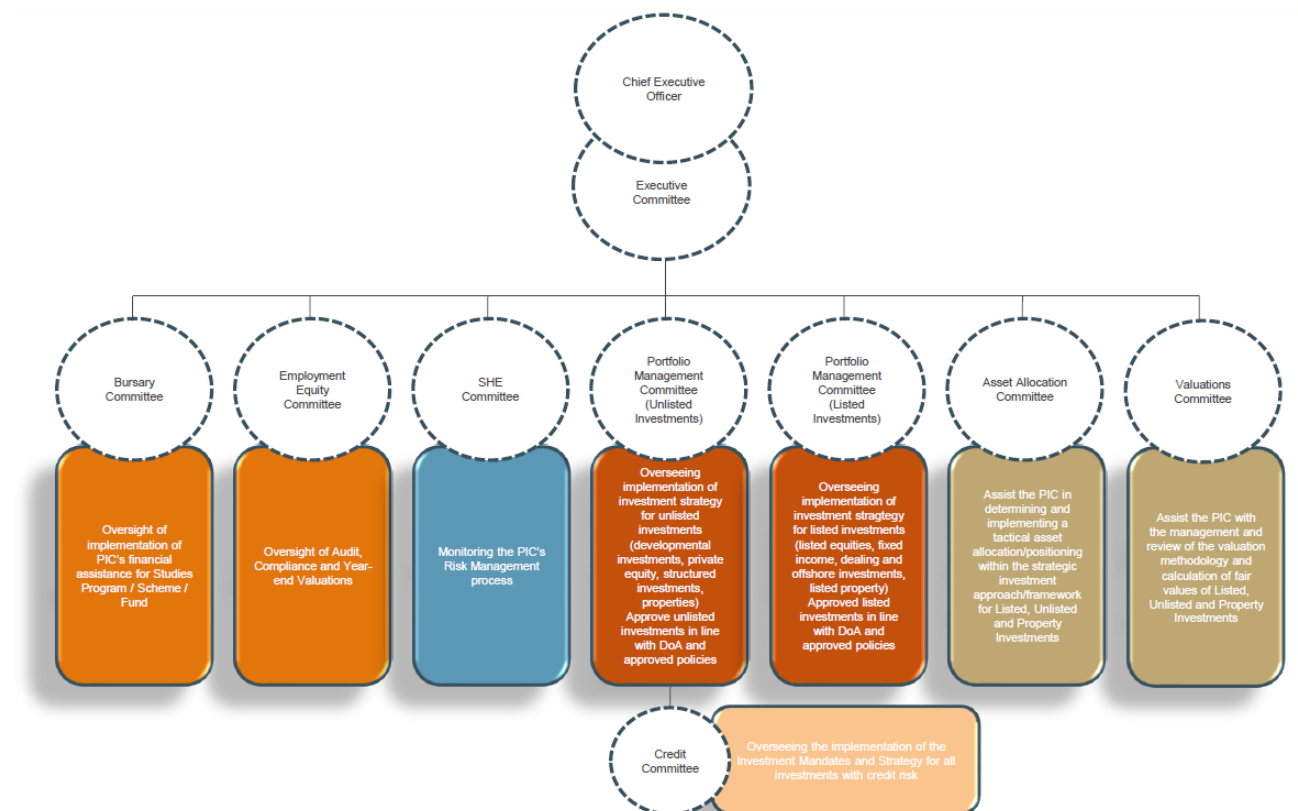 Chief Executive
Officer
Executive
Committee
Bursary
Committee
Employment
Equity
Committee
SHE
Committee
Portfolio
Management
Committee
(Unlisted
Investments)
Portfolio
Management
Committee
(Listed
Investments)
Asset Allocation
Committee
Valuations
Committee
Oversight of
implementation of
PIC's financial
assistance for Studies
Program / Scheme /
Fund
Oversight of Audit,
Compliance and Year-
end Valuations
Monitoring the PIC's
Risk Management
process
Overseeing
implementation of
investment strategy
for unlisted
investments
(developmental
investments, private
equity, structured
investments,
properties)
Approve unlisted
investments in line
with DoA and
approved policies
Overseeing
implementation of
investment stragtegy
for listed investments
(listed equities, fixed
income, dealing and
offshore investments,
listed property)
Approved listed
investments in line
with DoA and
approved policies
Assist the PIC in
determining and
implementing a
tactical asset
allocation/positioning
within the strategic
investment
approach/framework
for Listed, Unlisted
and Property
Investments
Assist the PIC with
the management and
review of the valuation
methodology and
calculation of fair
values of Listed,
Unlisted and Property
Investments
Credit
Committee
Overseeing the implementation of the
Investment Mandates and Strategy for all
investments with credit risk